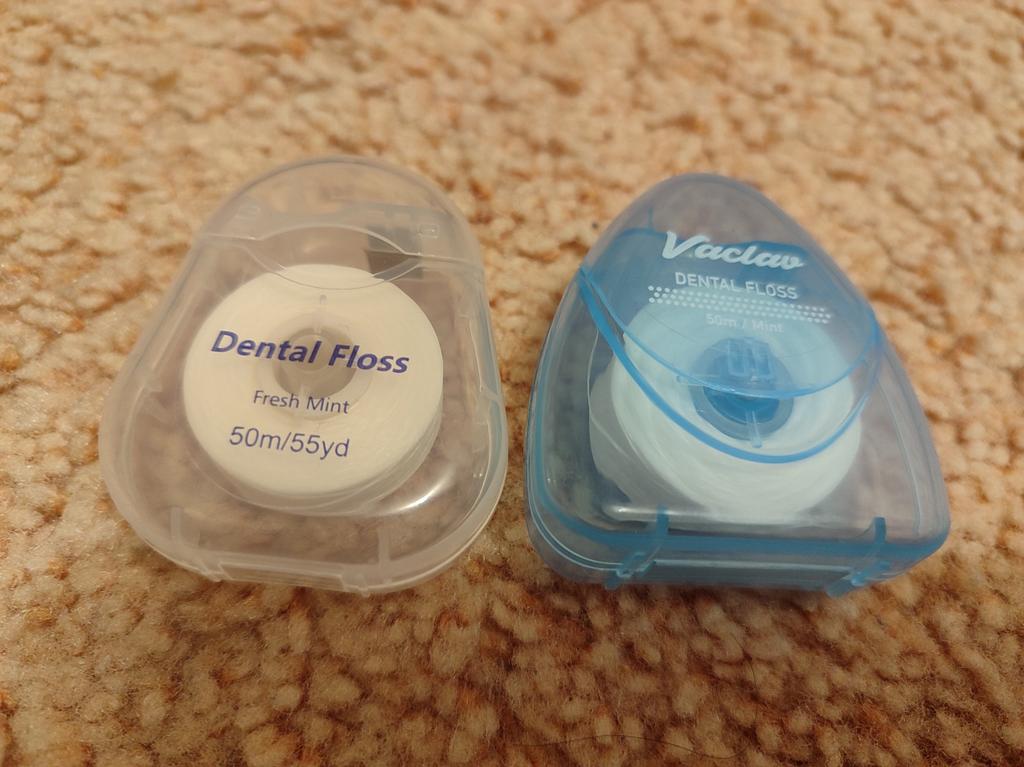 Dental Floss
Fresh Mint
50m/55yd
Vaclav
DENTAL FLOSS
50m / Mint